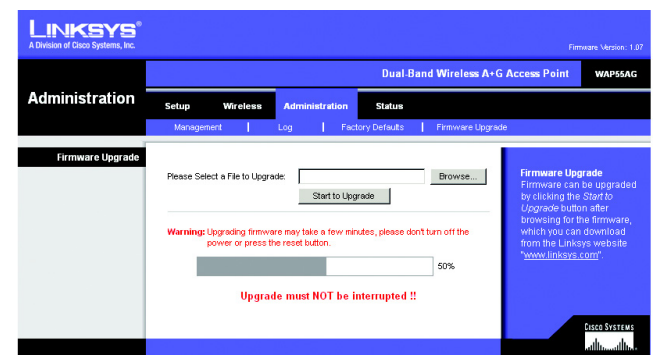 LINKSYS®
A Division of Cisco Systems, Inc.
Firmware Version: 1.07
Dual-Band Wireless A+G Access Point
WAP55AG
Administration
Setup
Wireless
Administration
Status
Management
Log
Factory Defaults
Firmware Upgrade
Firmware Upgrade
Please Select a File to Upgrade:
Browse...
Start to Upgrade
Warning: Upgrading firmware may take a few minutes, please don't turn off the
power or press the reset button.
50%
Upgrade must NOT be interrupted !!
Firmware Upgrade
Firmware can be upgraded
by clicking the Start to
Upgrade button after
browsing for the firmware,
which you can download
from the Linksys website
"www.linksys.com".
CISCO SYSTEMS